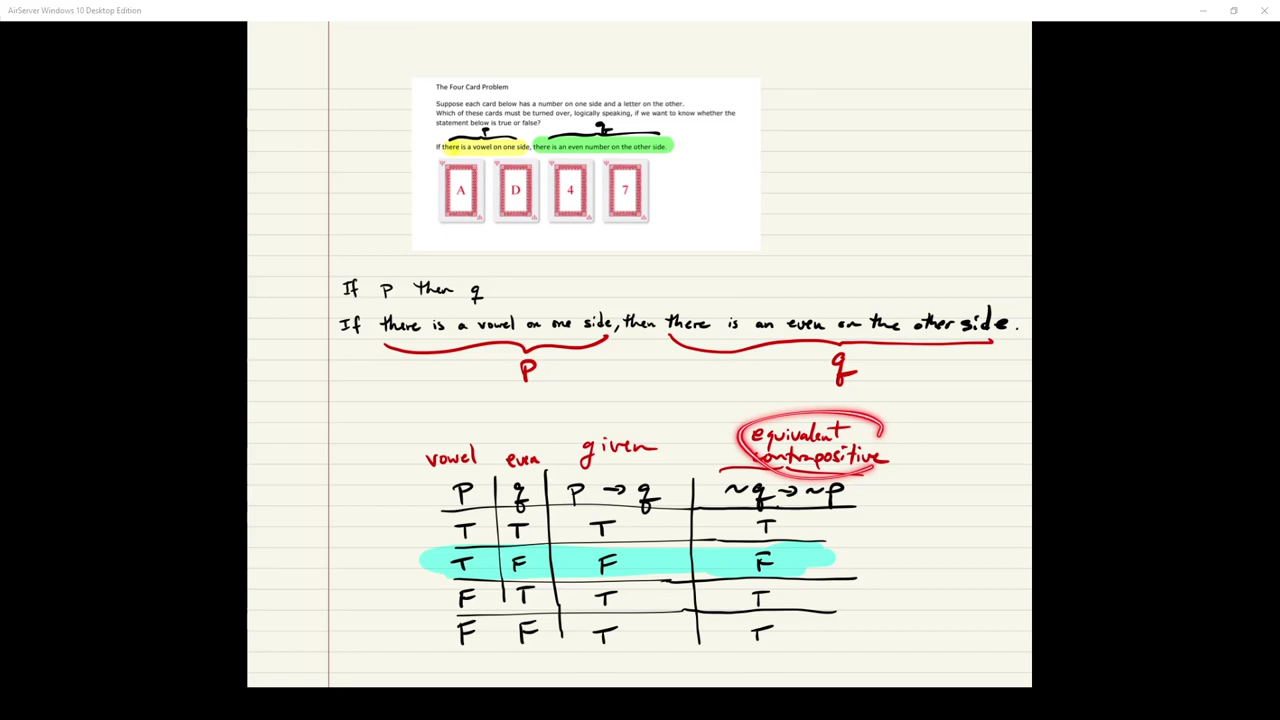 AirServer Windows 10 Desktop Edition
The Four Card Problem
Suppose each card below has a number on one side and a letter on the other.
Which of these cards must be turned over, logically speaking, if we want to know whether the
statement below is true or false?
p q
If there is a vowel on one side, there is an even number on the other side.
A D 4 7
If p then q
If there is a vowel on one side, then there is an even on the other side.
p q
equivalent
vowel even given contrapositive
p q p → q ~q → ~p
T T T T
T F F F
F T T T
F F T T